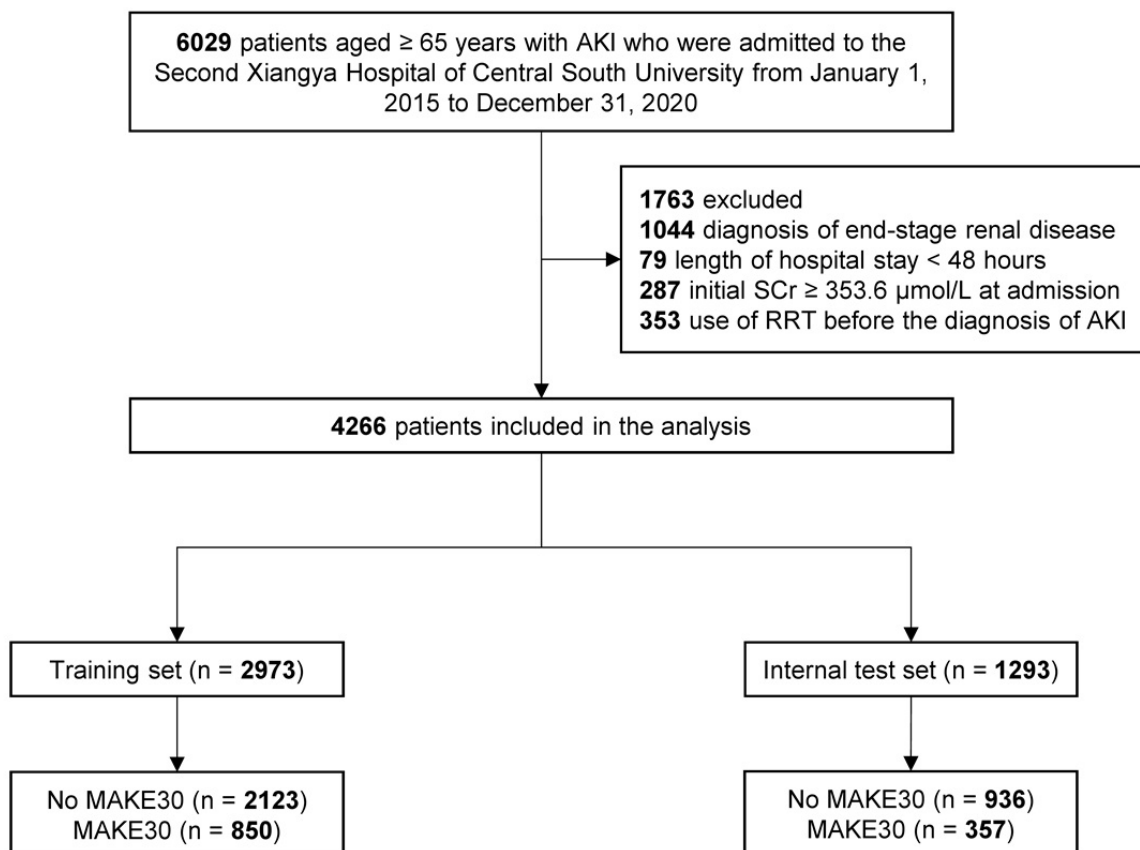 6029 patients aged ≥ 65 years with AKI who were admitted to the
Second Xiangya Hospital of Central South University from January 1,
2015 to December 31, 2020
1763 excluded
1044 diagnosis of end-stage renal disease
79 length of hospital stay < 48 hours
287 initial SCr ≥ 353.6 μmol/L at admission
353 use of RRT before the diagnosis of AKI
4266 patients included in the analysis
Training set (n = 2973)
Internal test set (n = 1293)
No MAKE30 (n = 2123)
MAKE30 (n = 850)
No MAKE30 (n = 936)
MAKE30 (n = 357)